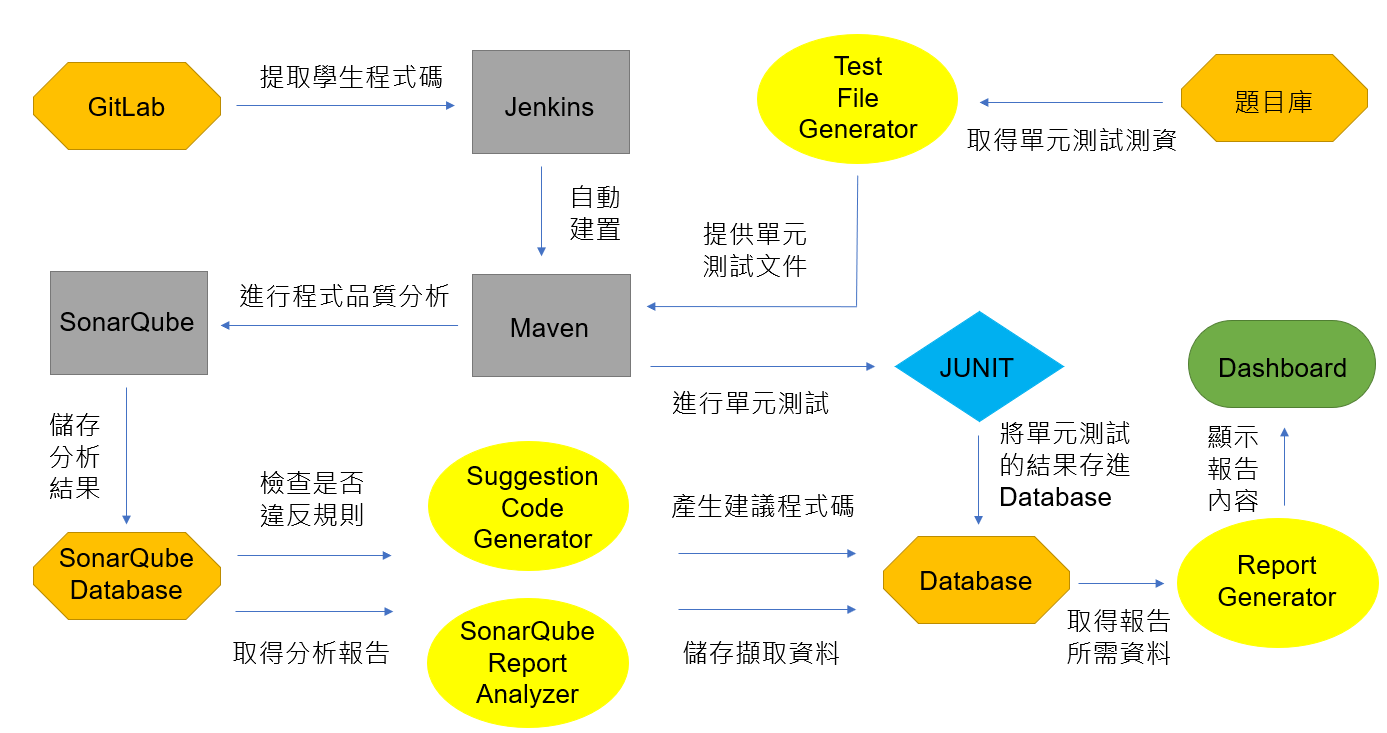 GitLab
提取學生程式碼
Jenkins
Test
File
Generator
題目庫
取得單元測試測資
自動
建置
提供單元
測試文件
SonarQube
進行程式品質分析
Maven
JUNIT
Dashboard
進行單元測試
儲存
分析
結果
將單元測試
的結果存進
Database
顯示
報告
內容
檢查是否
違反規則
Suggestion
Code
Generator
產生建議程式碼
SonarQube
Database
Database
Report
Generator
取得分析報告
SonarQube
Report
Analyzer
儲存擷取資料
取得報告
所需資料